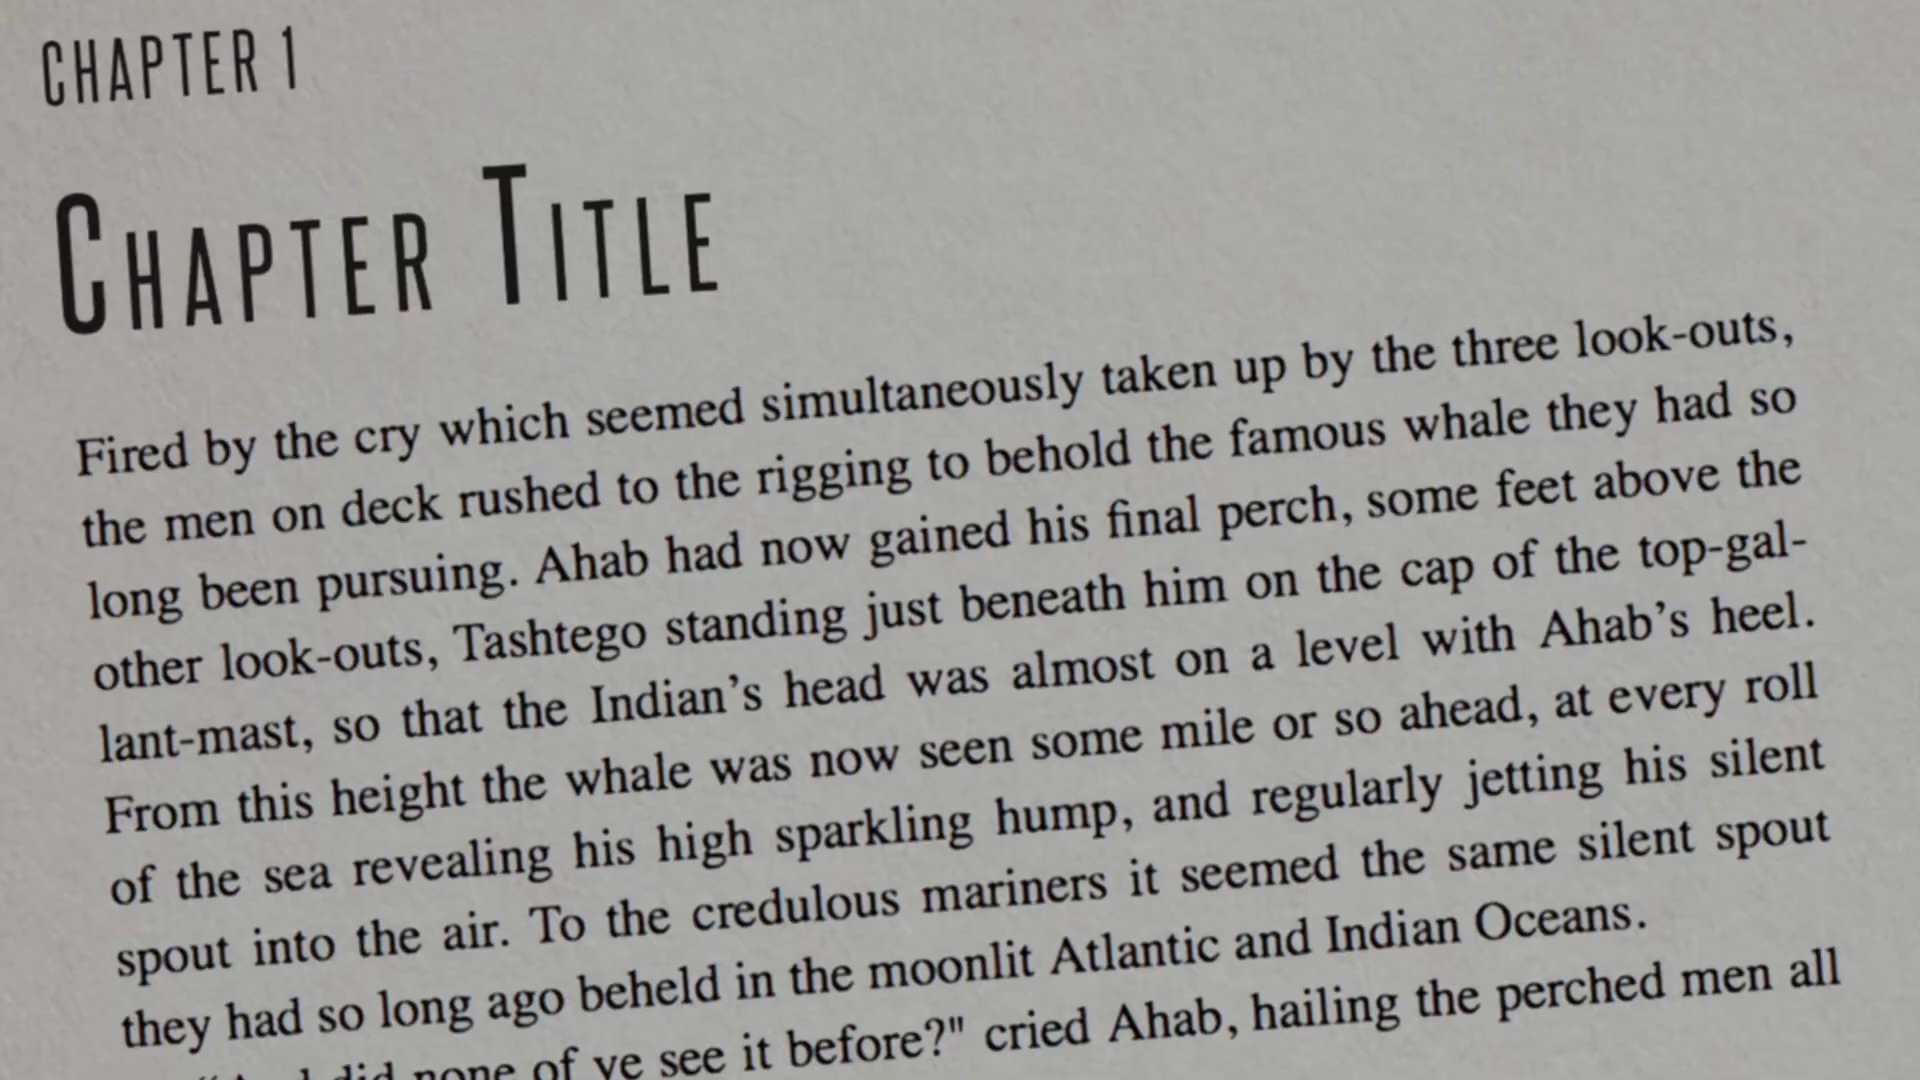 CHAPTER 1
CHAPTER TITLE
Fired by the cry which seemed simultaneously taken up by the three look-outs,
the men on deck rushed to the rigging to behold the famous whale they had so
long been pursuing. Ahab had now gained his final perch, some feet above the
other look-outs, Tashtego standing just beneath him on the cap of the top-gal-
lant-mast, so that the Indian’s head was almost on a level with Ahab’s heel.
From this height the whale was now seen some mile or so ahead, at every roll
of the sea revealing his high sparkling hump, and regularly jetting his silent
spout into the air. To the credulous mariners it seemed the same silent spout
they had so long ago beheld in the moonlit Atlantic and Indian Oceans.
“And did none of ye see it before?" cried Ahab, hailing the perched men all